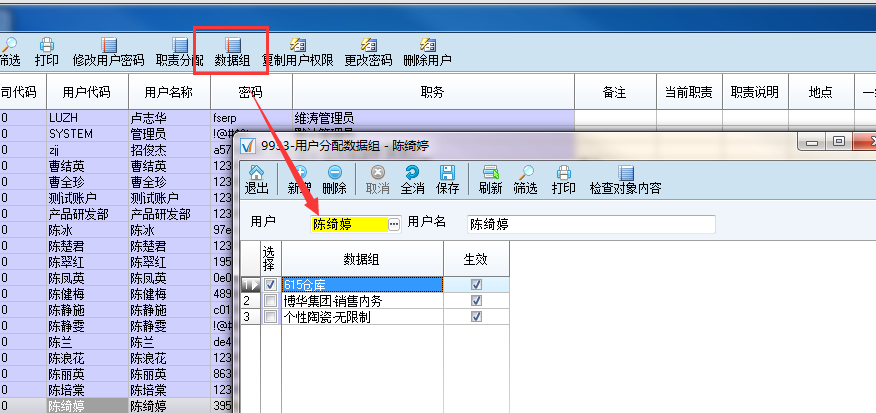 筛选 打印 修改用户密码 职责分配 数据组 复制用户权限 更改密码 删除用户
司代码 用户代码 用户名称 密码 职务 备注 当前职责 职责说明 地点
0 LUZH 卢志华 fserp 维涛管理员
0 SYSTEM 管理员
0 zjj 招俊杰 a57
0 曹结英 曹结英 123
0 曹全珍 曹全珍 123
0 测试账户 测试账户 123
0 产品研发部 产品研发部 123
0 陈冰 陈冰 97e
0 陈楚君 陈楚君 123
0 陈翠红 陈翠红 195
0 陈凤英 陈凤英 0e0
0 陈健梅 陈健梅 489
0 陈静施 陈静施 c01
0 陈静雯 陈静雯 !@#
0 陈兰 陈兰 de4
0 陈浪花 陈浪花 123
0 陈丽英 陈丽英 863
0 陈培棠 陈培棠 123
0 陈绮婷 陈绮婷 395
9933-用户分配数据组 - 陈绮婷
退出 新增 删除 取消 全消 保存 刷新 筛选 打印 检查对象内容
用户 陈绮婷 用户名 陈绮婷
选择 数据组 生效
1 615仓库
2 博华集团·销售内务
3 个性陶瓷·无限制